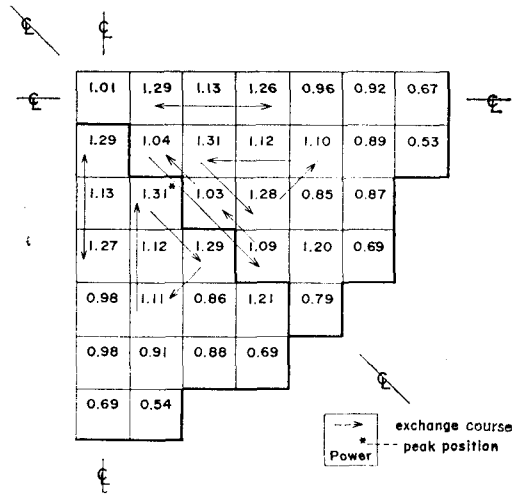 ℄ ℄
℄ 1.01 1.29 1.13 1.26 0.96 0.92 0.67 ℄
1.29 1.04 1.31 1.12 1.10 0.89 0.53
1.13 1.31* 1.03 1.28 0.85 0.87
1.27 1.12 1.29 1.09 1.20 0.69
0.98 1.11 0.86 1.21 0.79
0.98 0.91 0.88 0.69
℄
0.69 0.54
exchange course
* peak position
Power
℄